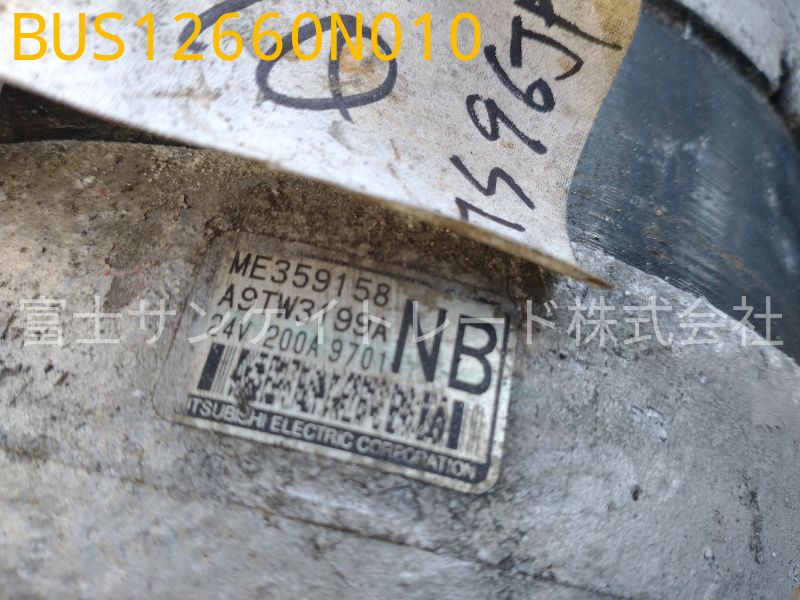 BUS12660N010
MS96JP
富士サンケイトレード株式会社
ME359158
A9TW3199A
24V 200A 9701
NB
MITSUBISHI ELECTRIC CORPORATION